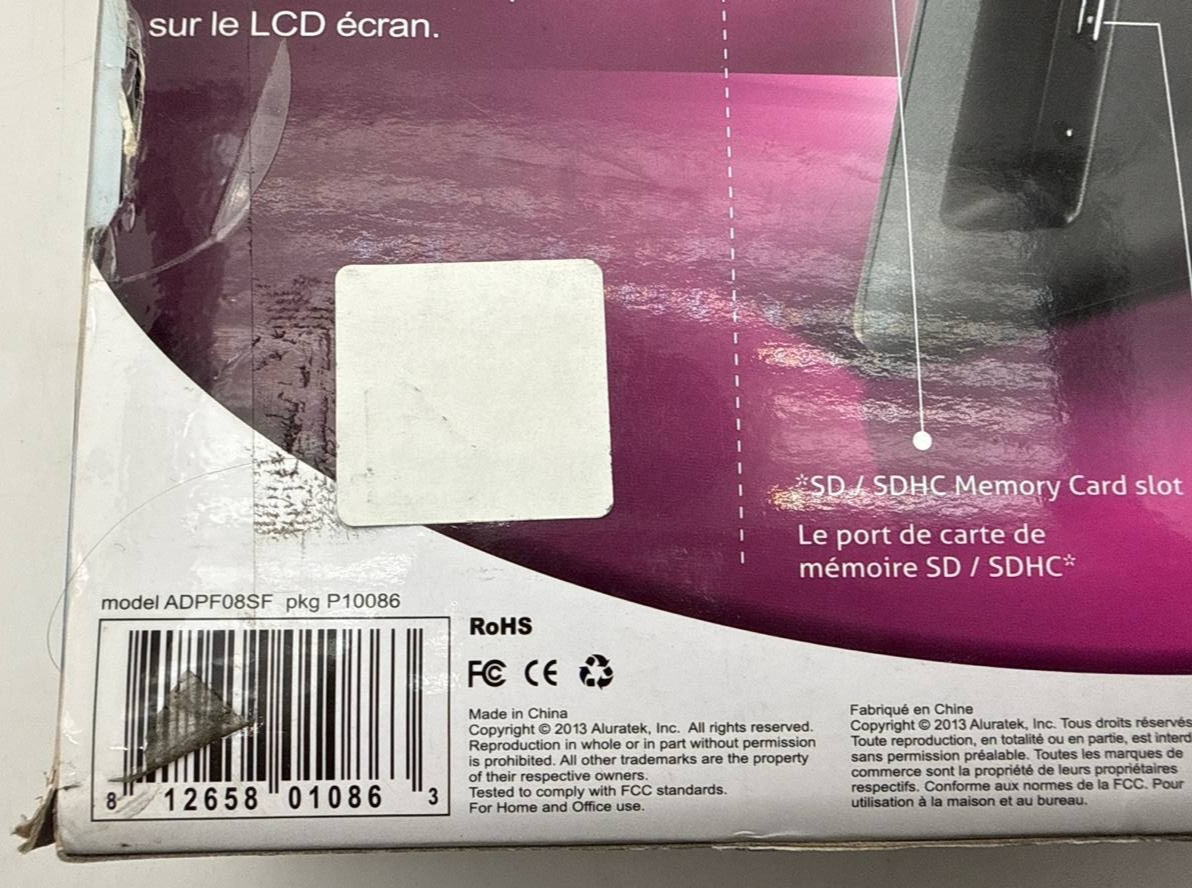 sur le LCD écran.
*SD / SDHC Memory Card slot
Le port de carte de
mémoire SD / SDHC*
model ADPF08SF pkg P10086
8 12658 01086 3
RoHS
FC CE
Made in China
Copyright © 2013 Aluratek, Inc. All rights reserved.
Reproduction in whole or in part without permission
is prohibited. All other trademarks are the property
of their respective owners.
Tested to comply with FCC standards.
For Home and Office use.
Fabriqué en Chine
Copyright © 2013 Aluratek, Inc. Tous droits réservés
Toute reproduction, en totalité ou en partie, est interd
sans permission préalable. Toutes les marques de
commerce sont la propriété de leurs propriétaires
respectifs. Conforme aux normes de la FCC. Pour
utilisation à la maison et au bureau.